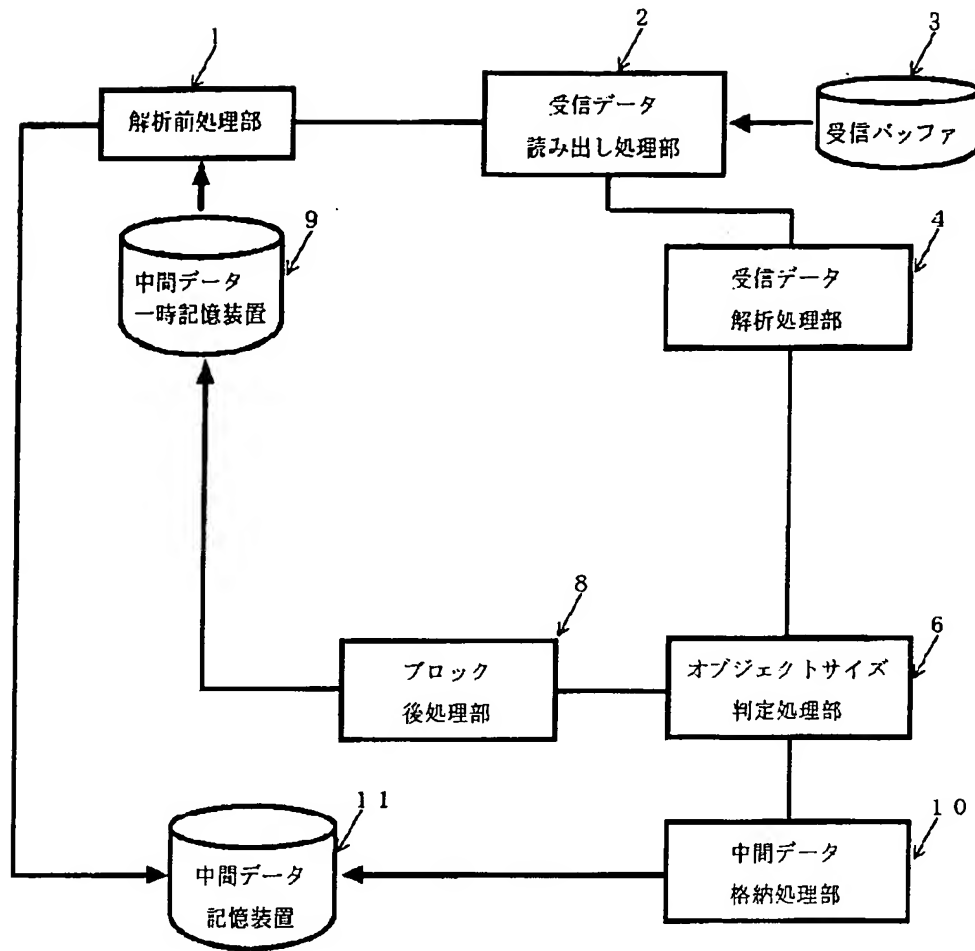 1
解析前処理部
2
受信データ
読み出し処理部
3
受信バッファ
9
中間データ
一時記憶装置
4
受信データ
解析処理部
8
ブロック
後処理部
6
オブジェクトサイズ
判定処理部
11
中間データ
記憶装置
10
中間データ
格納処理部